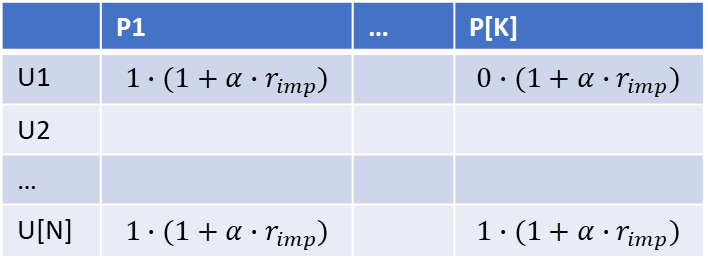 P1 … P[K]
U1 1 · (1 + α · r_imp) 0 · (1 + α · r_imp)
U2
…
U[N] 1 · (1 + α · r_imp) 1 · (1 + α · r_imp)